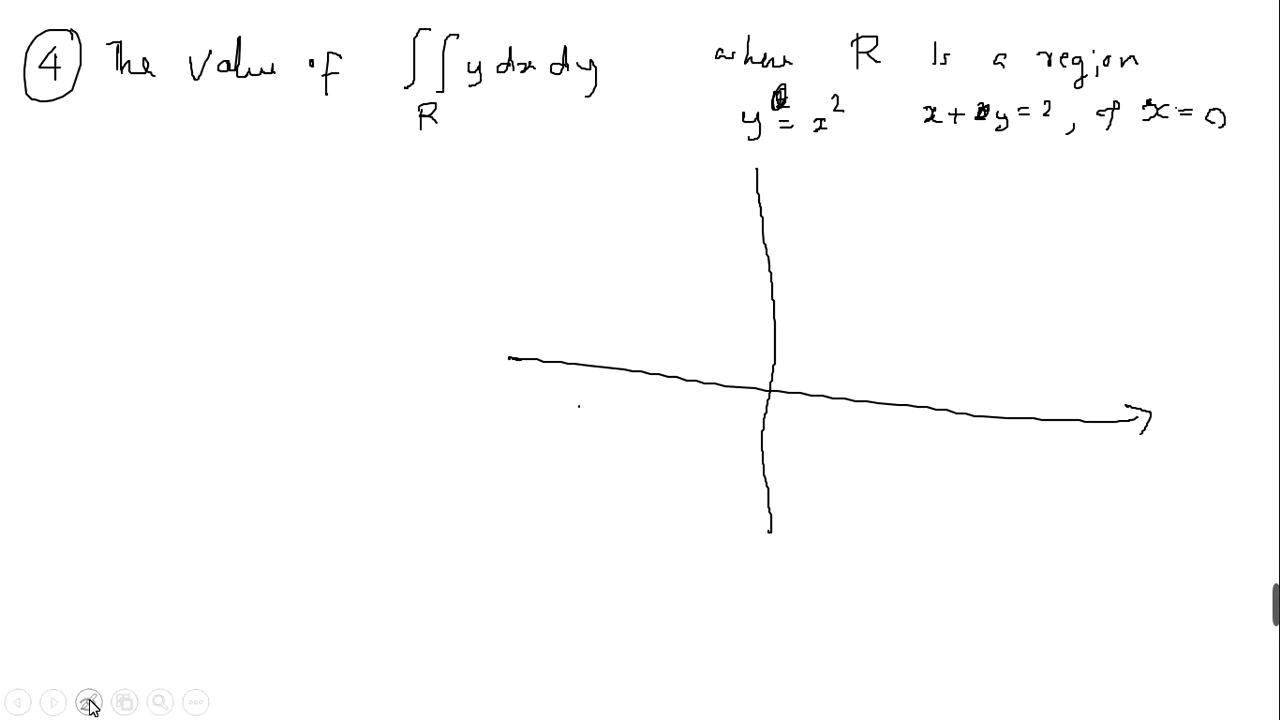 ④ The Value of ∫∫ y dx dy where R is a region
R y = x² x + y = 2, & x = 0